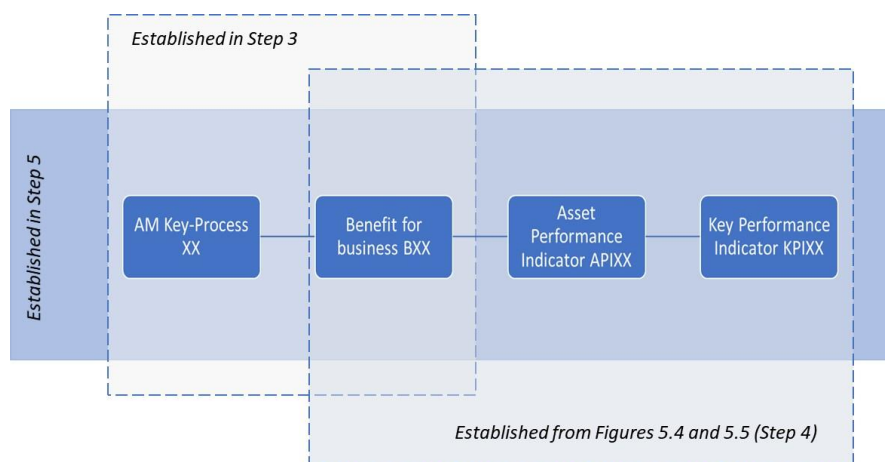 Established in Step 3
Established in Step 5
AM Key-Process
XX
Benefit for
business BXX
Asset
Performance
Indicator APIXX
Key Performance
Indicator KPIXX
Established from Figures 5.4 and 5.5 (Step 4)